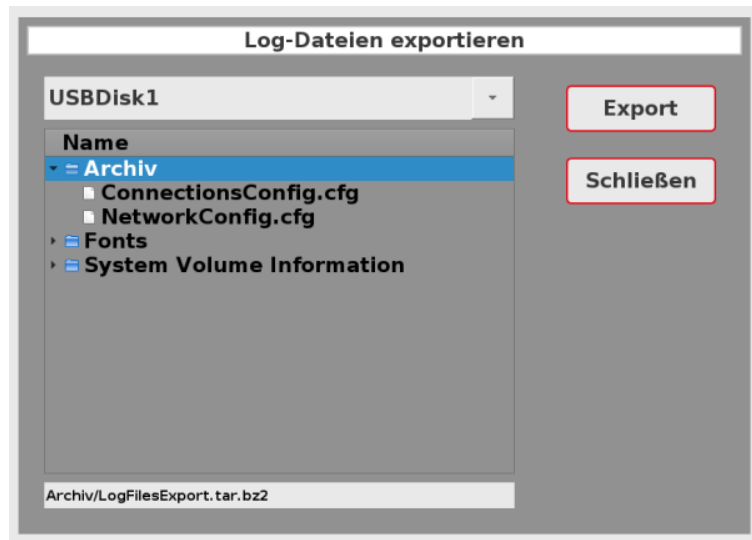 Log-Dateien exportieren
USBDisk1
Export
Name
Archiv
Schließen
ConnectionsConfig.cfg
NetworkConfig.cfg
Fonts
System Volume Information
Archiv/LogFilesExport.tar.bz2